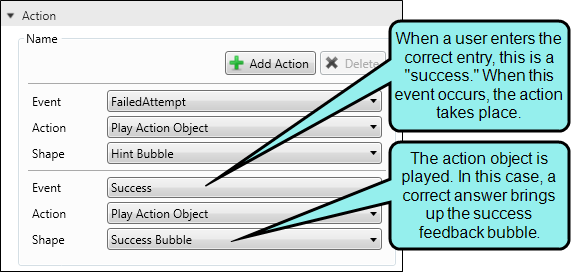 Action
Name
Add Action
Delete
Event
FailedAttempt
Action
Play Action Object
Shape
Hint Bubble
Event
Success
Action
Play Action Object
Shape
Success Bubble
When a user enters the
correct entry, this is a
"success." When this
event occurs, the action
takes place.
The action object is
played. In this case, a
correct answer brings
up the success
feedback bubble.